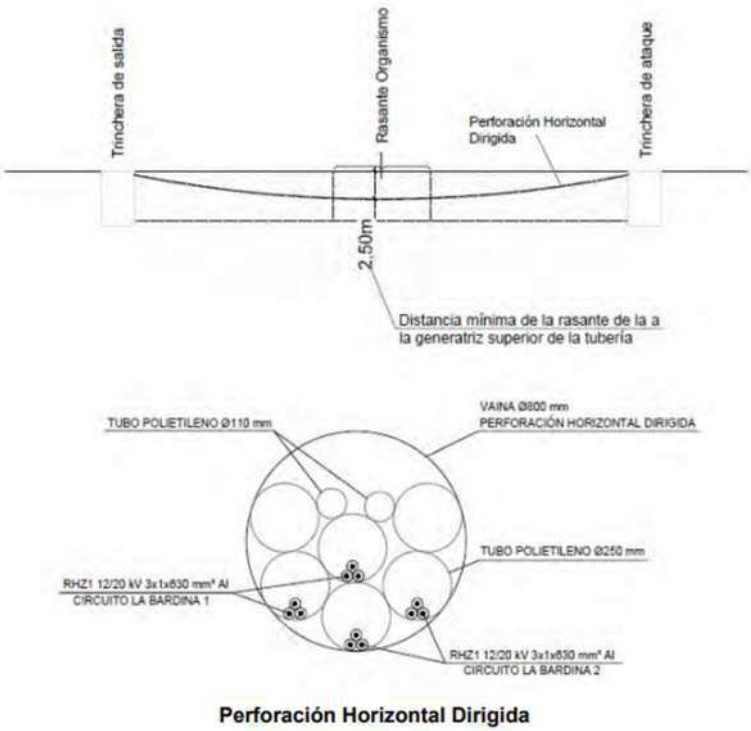 Trinchera de salida
Rasante Organismo
Trinchera de ataque
Perforación Horizontal
Dirigida
2,50m
Distancia mínima de la rasante de la a
la generatriz superior de la tubería
VAINA Ø800 mm
PERFORACIÓN HORIZONTAL DIRIGIDA
TUBO POLIETILENO Ø110 mm
TUBO POLIETILENO Ø250 mm
RHZ1 12/20 kV 3x1x630 mm² Al
CIRCUITO LA BARDINA 1
RHZ1 12/20 kV 3x1x630 mm² Al
CIRCUITO LA BARDINA 2
Perforación Horizontal Dirigida